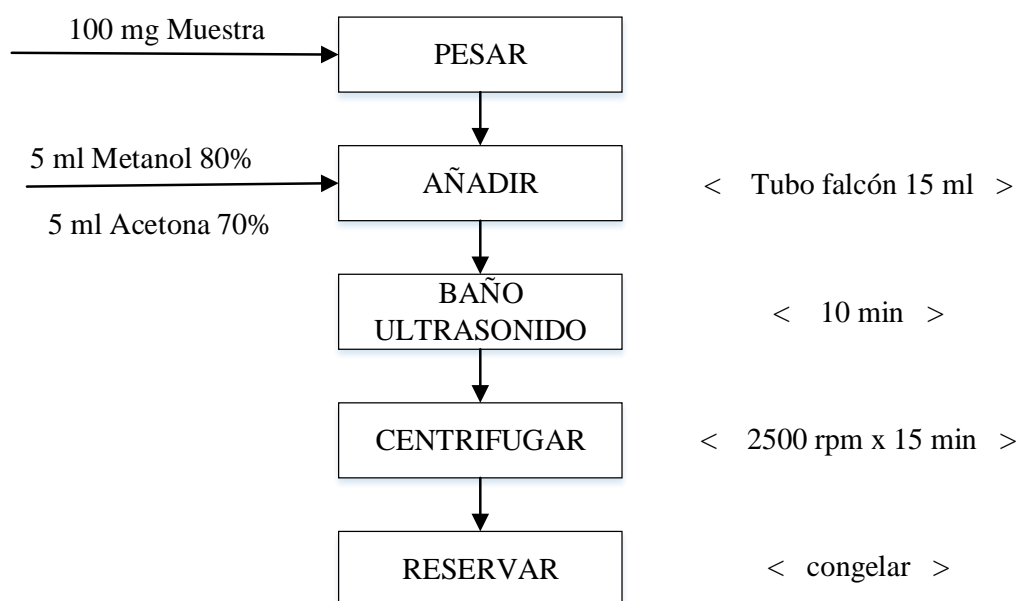 100 mg Muestra
PESAR
5 ml Metanol 80%
5 ml Acetona 70%
AÑADIR
< Tubo falcón 15 ml >
BAÑO
ULTRASONIDO
< 10 min >
CENTRIFUGAR
< 2500 rpm x 15 min >
RESERVAR
< congelar >